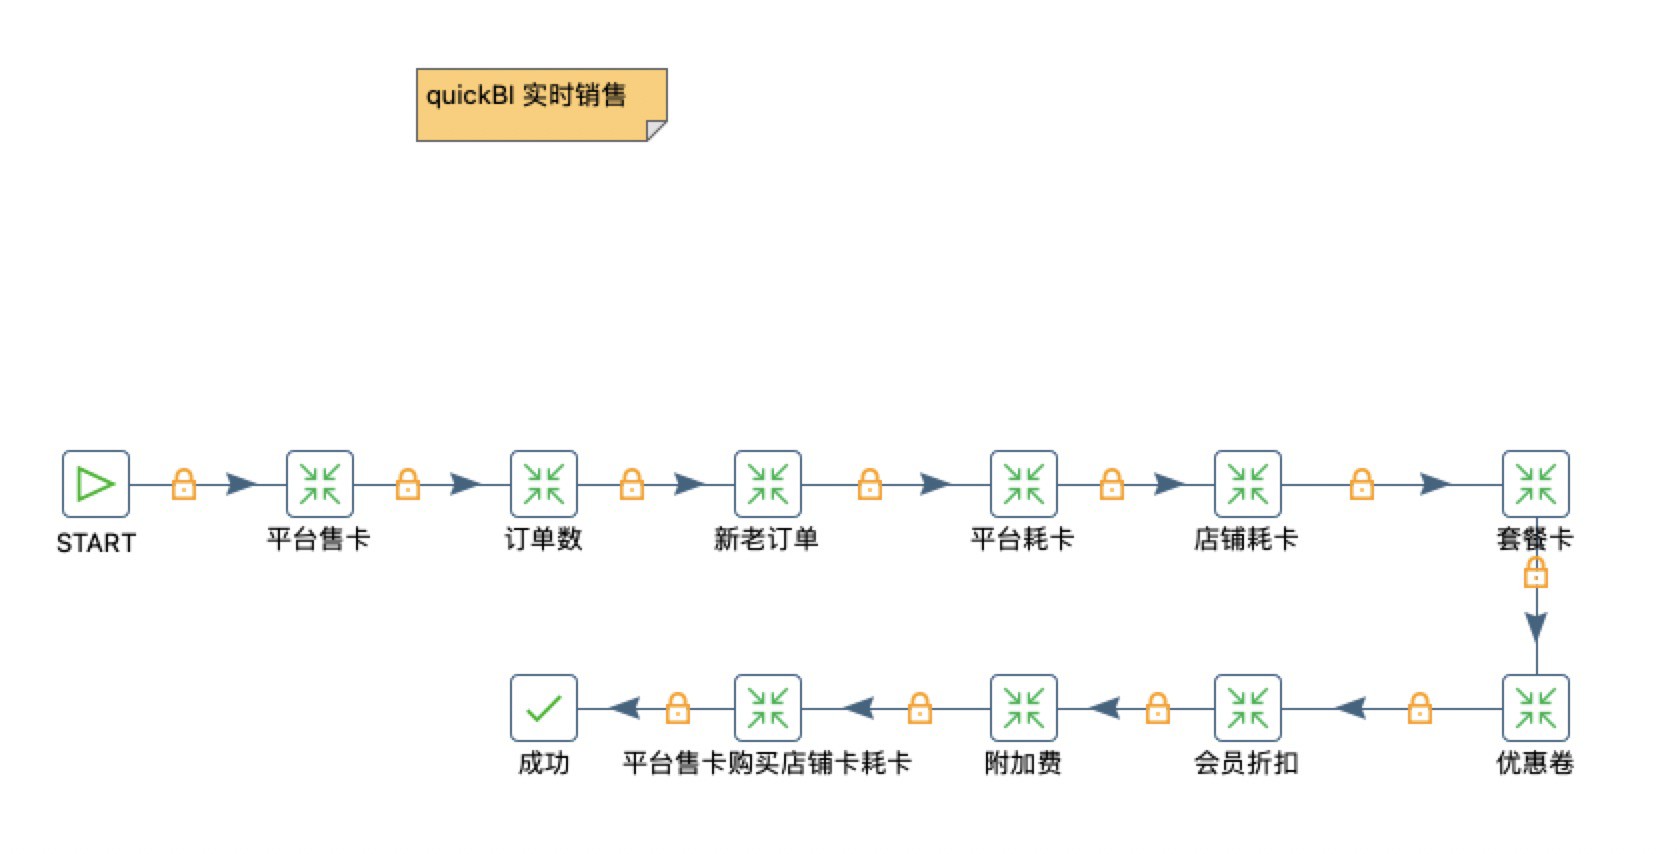 quickBI 实时销售
START
平台售卡
订单数
新老订单
平台耗卡
店铺耗卡
套餐卡
成功
平台售卡购买店铺卡耗卡
附加费
会员折扣
优惠卷